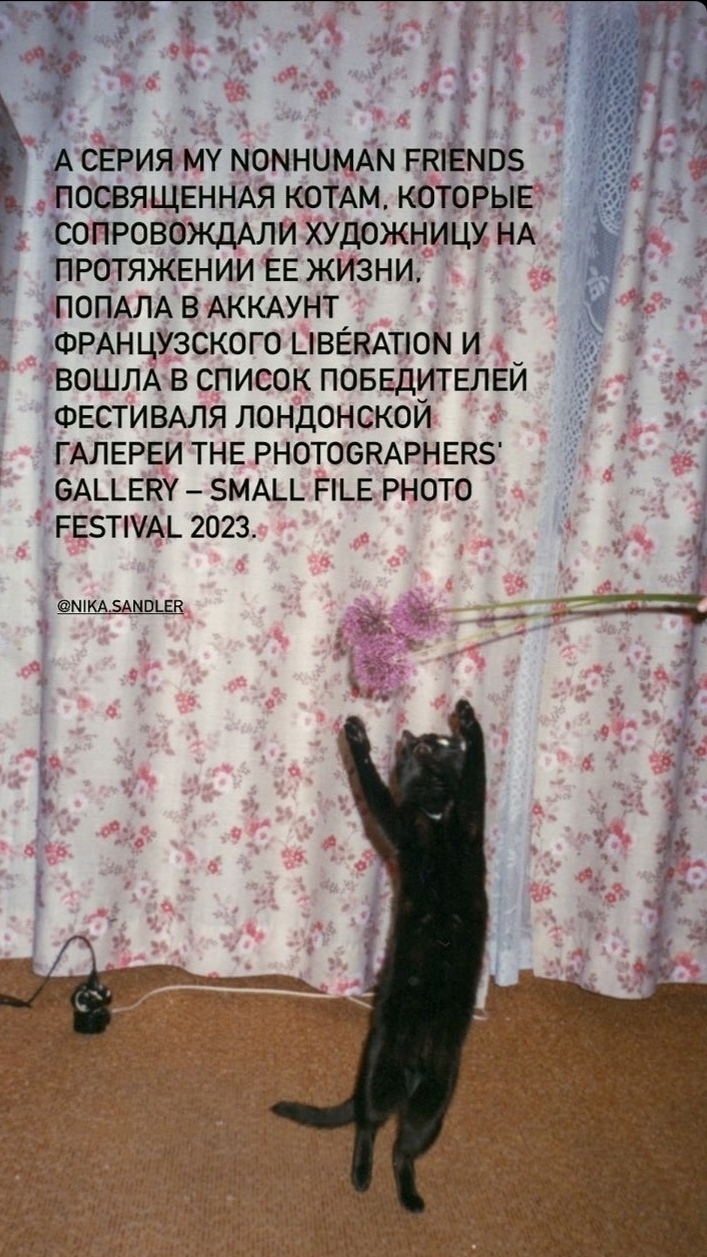 А СЕРИЯ MY NONHUMAN FRIENDS
ПОСВЯЩЕННАЯ КОТАМ, КОТОРЫЕ
СОПРОВОЖДАЛИ ХУДОЖНИЦУ НА
ПРОТЯЖЕНИИ ЕЕ ЖИЗНИ,
ПОПАЛА В АККАУНТ
ФРАНЦУЗСКОГО LIBÉRATION И
ВОШЛА В СПИСОК ПОБЕДИТЕЛЕЙ
ФЕСТИВАЛЯ ЛОНДОНСКОЙ
ГАЛЕРЕИ THE PHOTOGRAPHERS'
GALLERY – SMALL FILE PHOTO
FESTIVAL 2023.
@NIKA.SANDLER